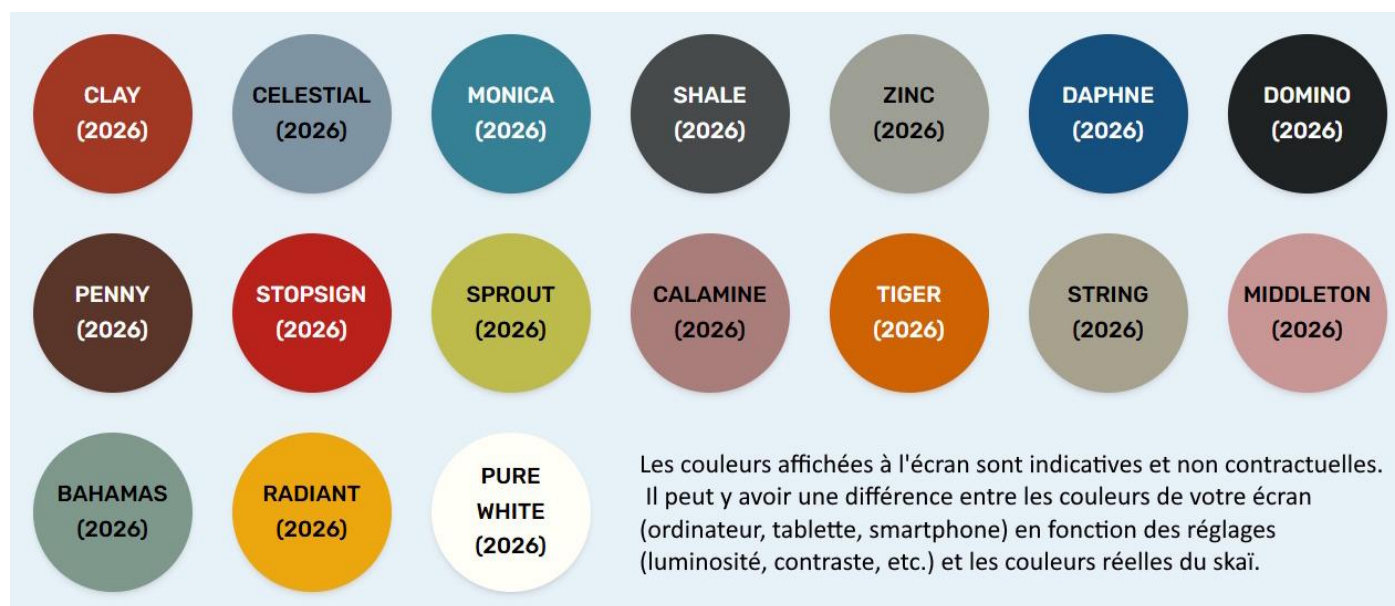 CLAY
(2026)
CELESTIAL
(2026)
MONICA
(2026)
SHALE
(2026)
ZINC
(2026)
DAPHNE
(2026)
DOMINO
(2026)
PENNY
(2026)
STOPSIGN
(2026)
SPROUT
(2026)
CALAMINE
(2026)
TIGER
(2026)
STRING
(2026)
MIDDLETON
(2026)
BAHAMAS
(2026)
RADIANT
(2026)
PURE
WHITE
(2026)
Les couleurs affichées à l'écran sont indicatives et non contractuelles.
Il peut y avoir une différence entre les couleurs de votre écran
(ordinateur, tablette, smartphone) en fonction des réglages
(luminosité, contraste, etc.) et les couleurs réelles du skaï.